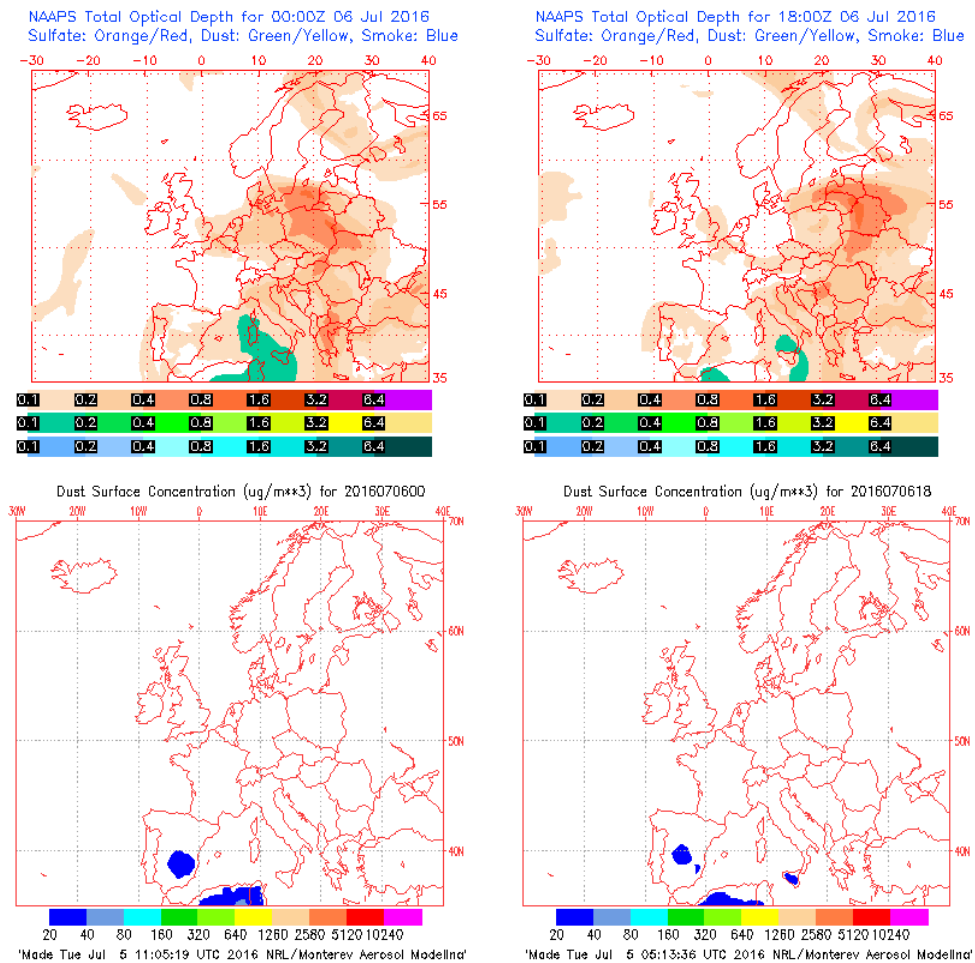 NAAPS Total Optical Depth for 00:00Z 06 Jul 2016
Sulfate: Orange/Red, Dust: Green/Yellow, Smoke: Blue
-30 -20 -10 0 10 20 30 40
65
55
45
35
0.1 0.2 0.4 0.8 1.6 3.2 6.4
0.1 0.2 0.4 0.8 1.6 3.2 6.4
0.1 0.2 0.4 0.8 1.6 3.2 6.4
NAAPS Total Optical Depth for 18:00Z 06 Jul 2016
Sulfate: Orange/Red, Dust: Green/Yellow, Smoke: Blue
-30 -20 -10 0 10 20 30 40
65
55
45
35
0.1 0.2 0.4 0.8 1.6 3.2 6.4
0.1 0.2 0.4 0.8 1.6 3.2 6.4
0.1 0.2 0.4 0.8 1.6 3.2 6.4
Dust Surface Concentration (ug/m**3) for 2016070600
30W 20W 10W 0 10E 20E 30E 40E
70N
60N
50N
40N
20 40 80 160 320 640 1260 2580 5120 10240
'Made Tue Jul 5 11:05:19 UTC 2016 NRL/Monterey Aerosol Modeling'
Dust Surface Concentration (ug/m**3) for 2016070618
30W 20W 10W 0 10E 20E 30E 40E
70N
60N
50N
40N
20 40 80 160 320 640 1260 2580 5120 10240
'Made Tue Jul 5 05:13:36 UTC 2016 NRL/Monterey Aerosol Modeling'